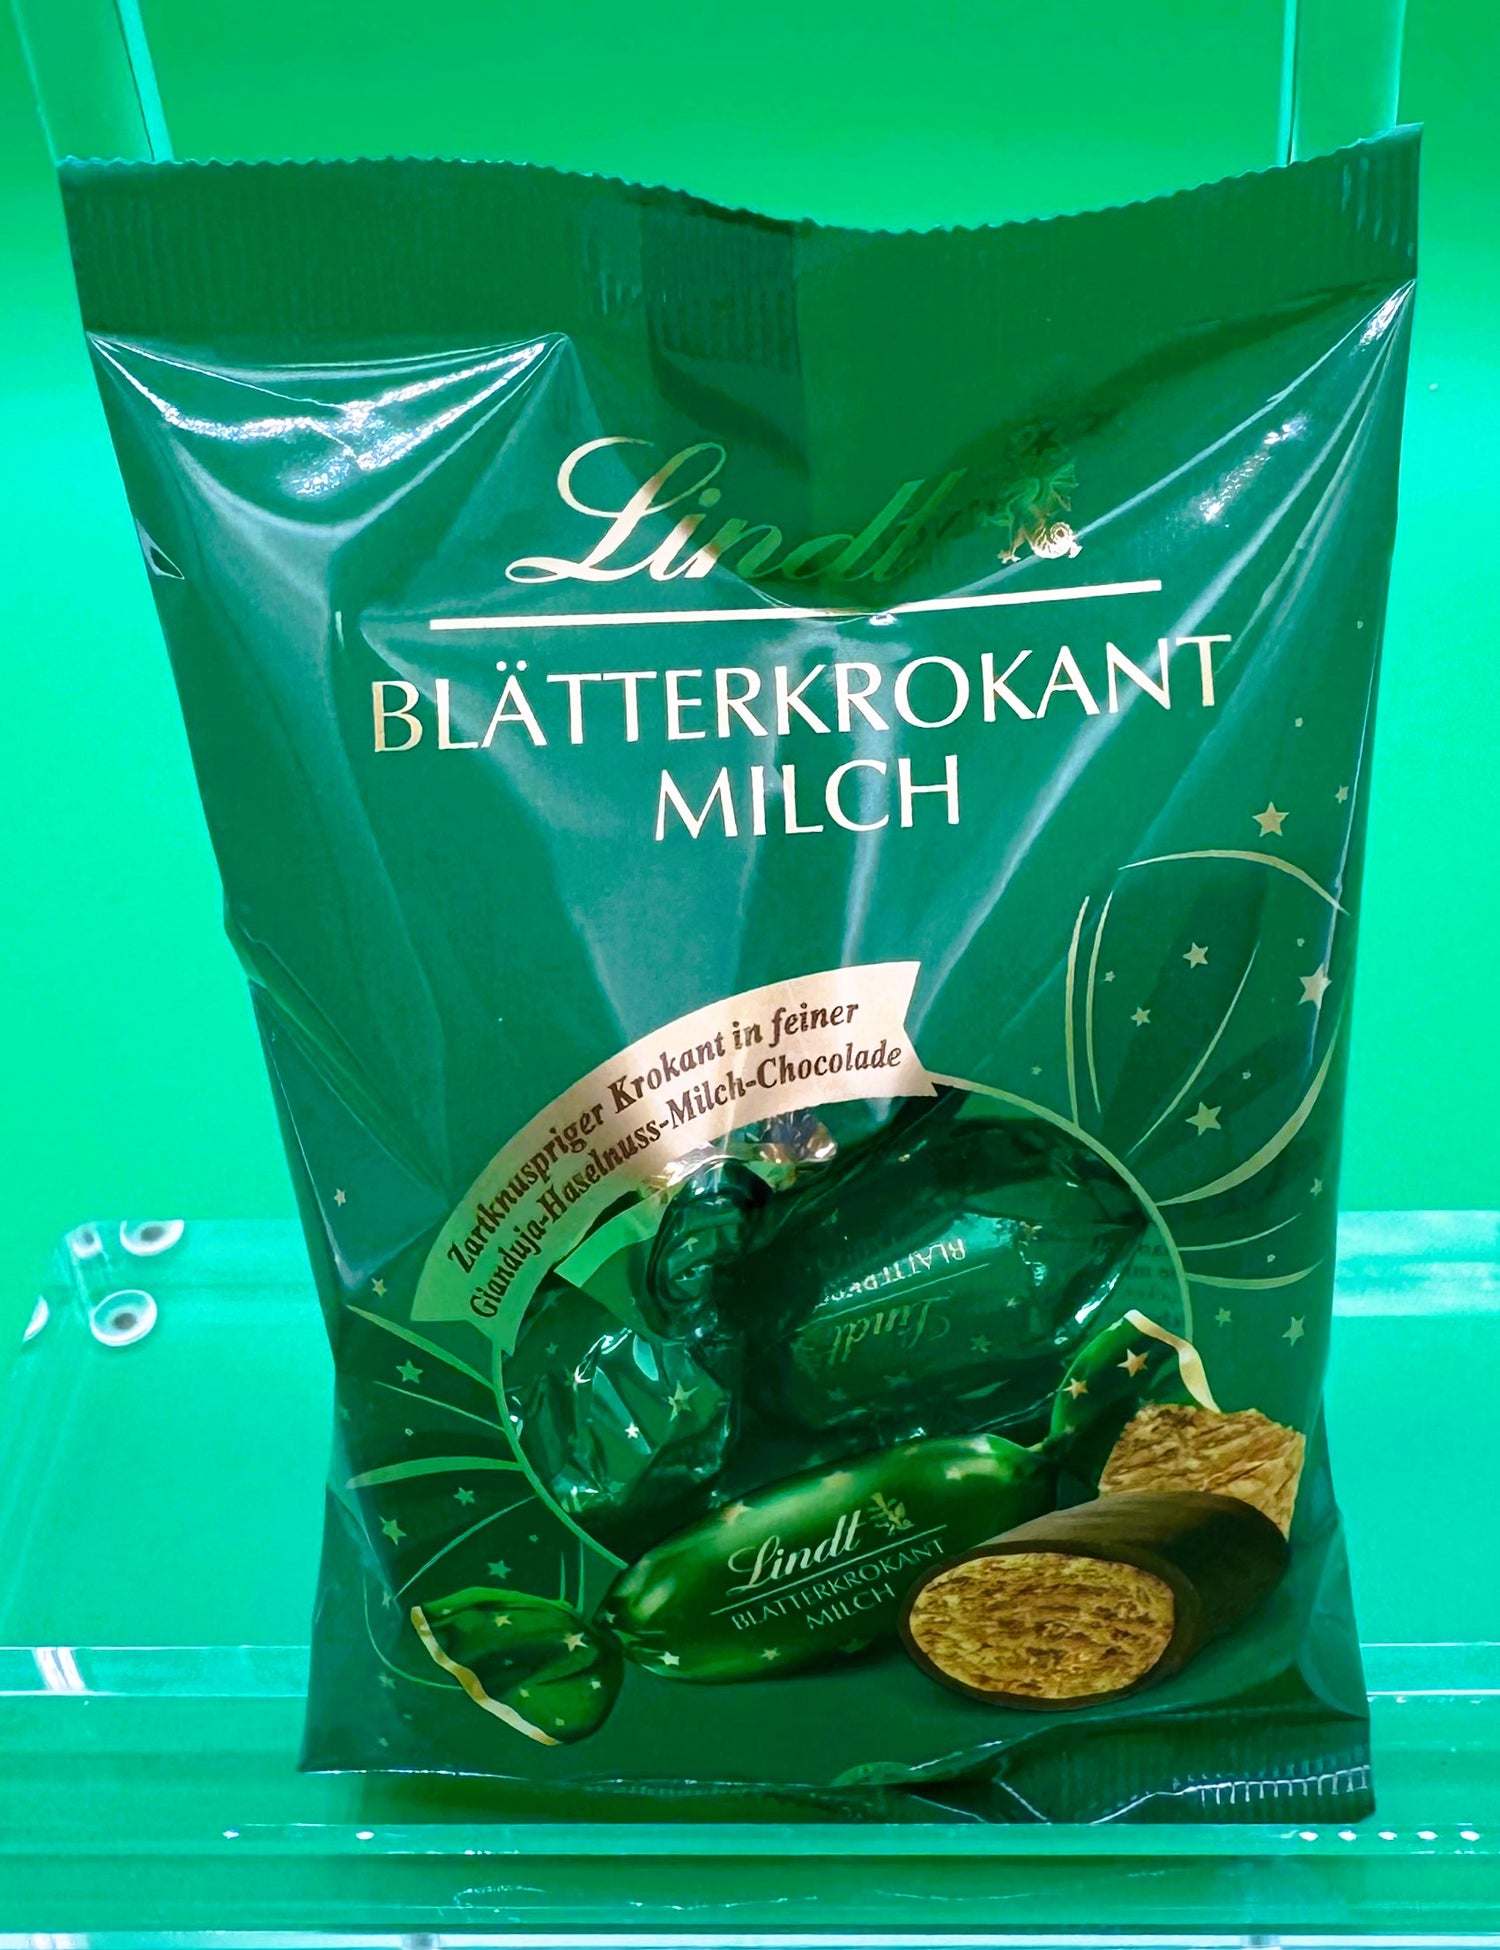 Lindt
BLÄTTERKROKANT
MILCH
Zartknuspriger Krokant in feiner
Gianduja-Haselnuss-Milch-Chocolade
Lindt
Lindt
BLÄTTERKROKANT
MILCH